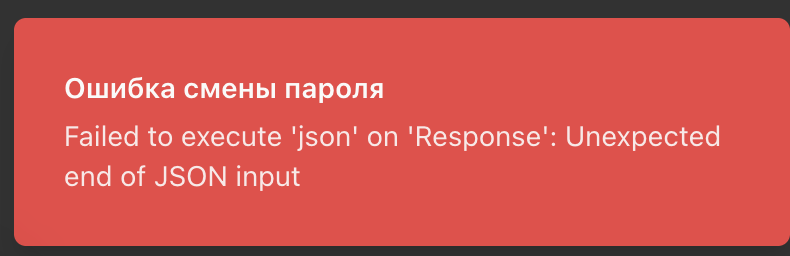 Ошибка смены пароля
Failed to execute 'json' on 'Response': Unexpected
end of JSON input